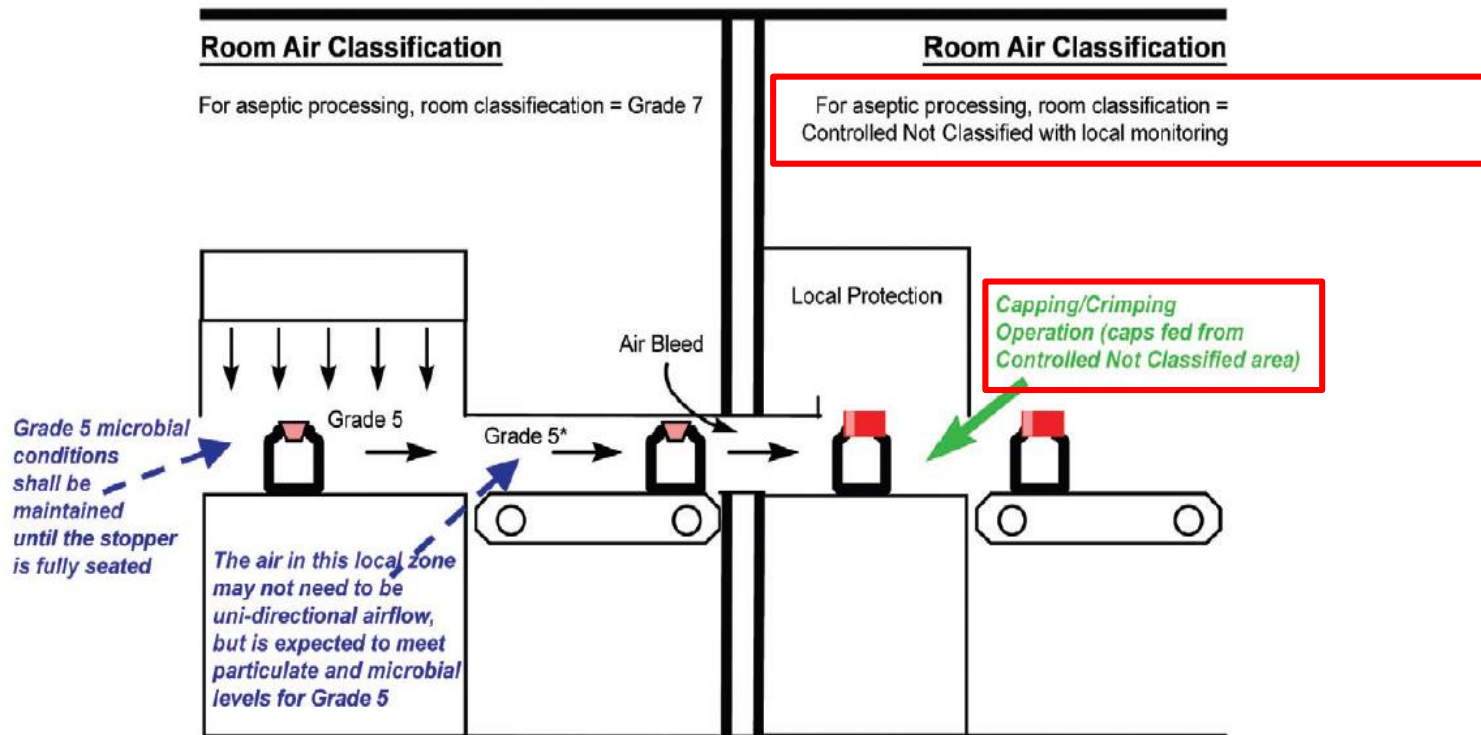 Room Air Classification
For aseptic processing, room classifiecation = Grade 7
Room Air Classification
For aseptic processing, room classification =
Controlled Not Classified with local monitoring
Local Protection
Capping/Crimping
Operation (caps fed from
Controlled Not Classified area)
Air Bleed
Grade 5
Grade 5*
Grade 5 microbial
conditions
shall be
maintained
until the stopper
is fully seated
The air in this local zone
may not need to be
uni-directional airflow,
but is expected to meet
particulate and microbial
levels for Grade 5